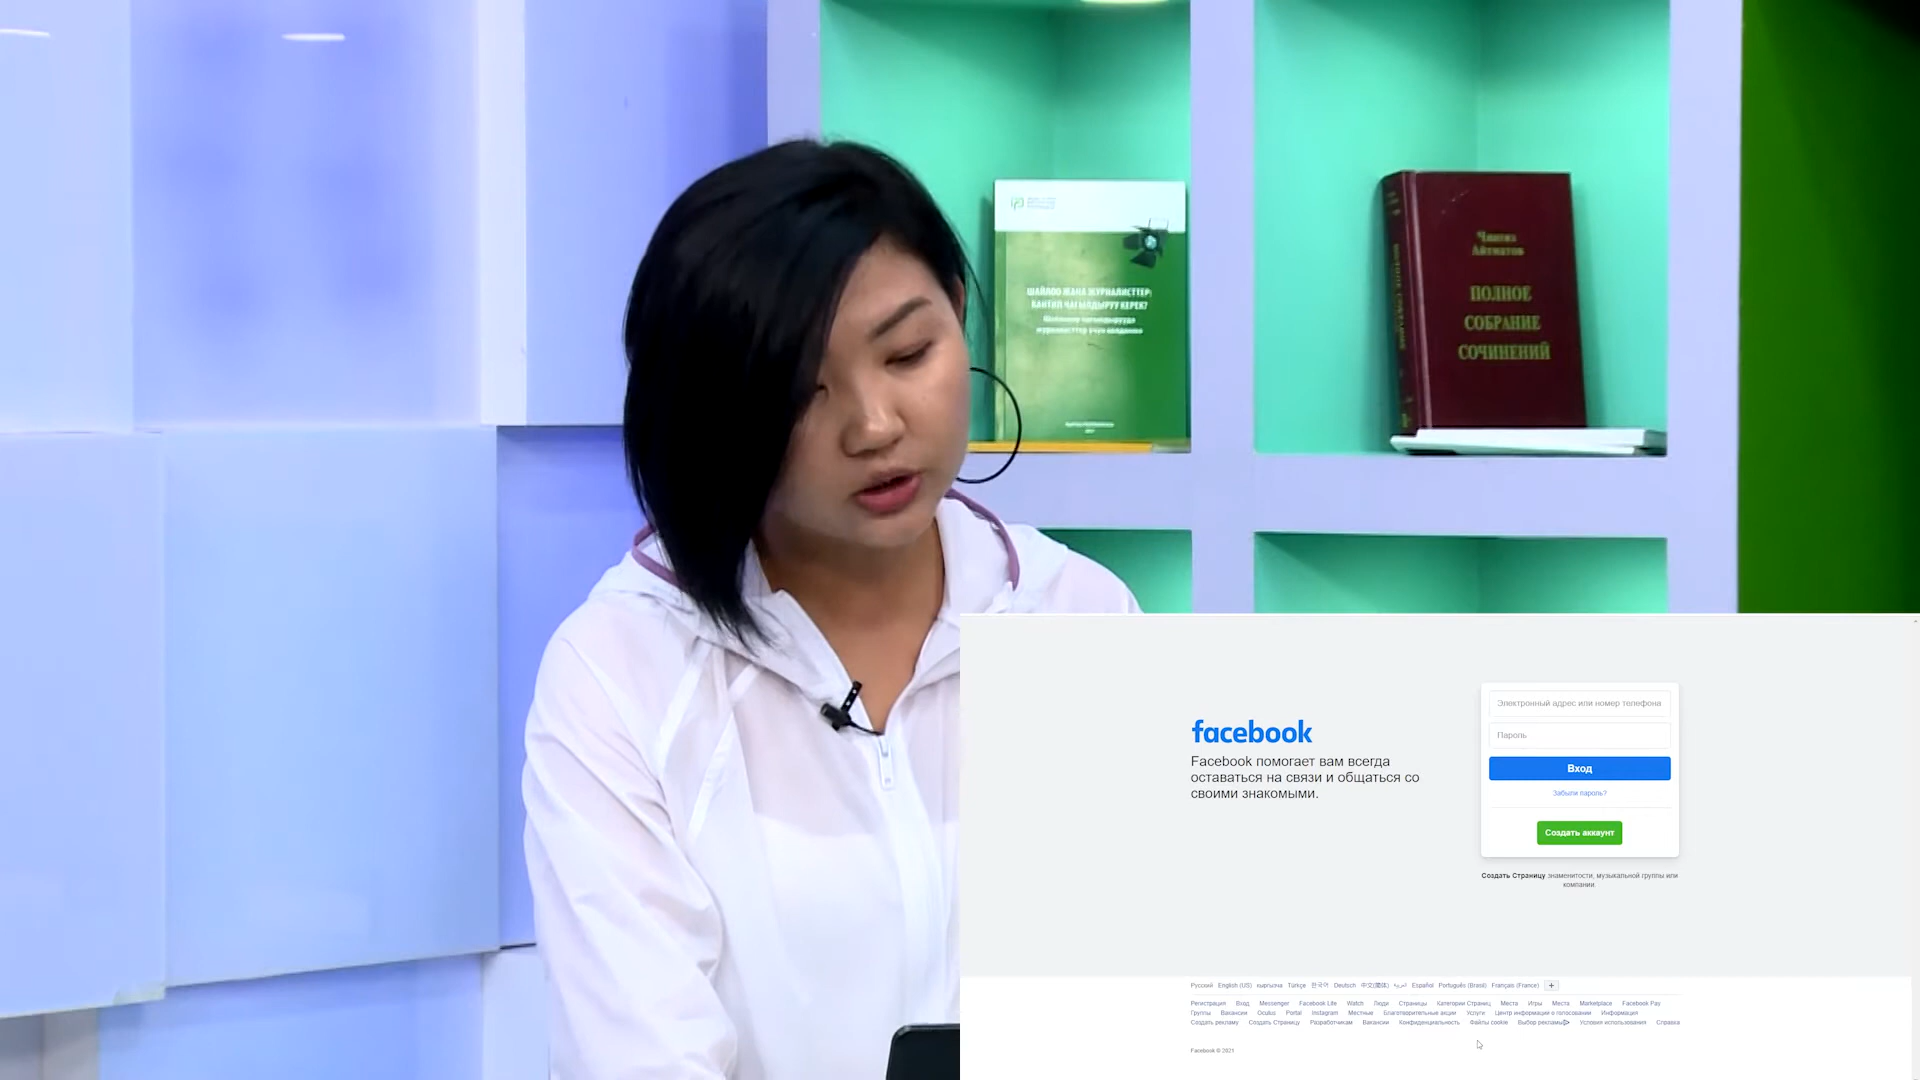 ШАЙЛОО ЖАНА ЖУРНАЛИСТТЕР:
КАНТИП ЧАГЫЛДЫРУУ КЕРЕК?
Чингиз
Айтматов
ПОЛНОЕ
СОБРАНИЕ
СОЧИНЕНИЙ
facebook
Facebook помогает вам всегда
оставаться на связи и общаться со
своими знакомыми.
Электронный адрес или номер телефона
Пароль
Вход
Забыли пароль?
Создать аккаунт
Создать Страницу знаменитости, музыкальной группы или
компании.
Русский English (US) кыргызча Türkçe 한국어 Deutsch 中文(简体) العربية Español Português (Brasil) Français (France) +
Регистрация Вход Messenger Facebook Lite Watch Люди Страницы Категории Страниц Места Игры Места Marketplace Facebook Pay
Группы Вакансии Oculus Portal Instagram Местные Благотворительные акции Услуги Центр информации о голосовании Информация
Создать рекламу Создать Страницу Разработчикам Вакансии Конфиденциальность Файлы cookie Выбор рекламы Условия использования Справка
Facebook © 2021